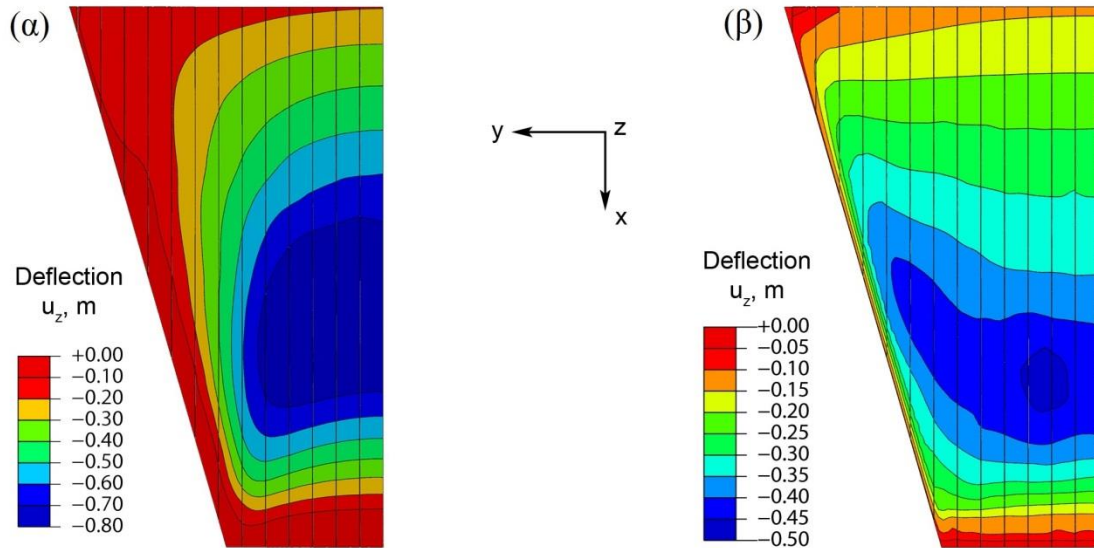 (α)
(β)
y
z
x
Deflection
u_z, m
+0.00
−0.10
−0.20
−0.30
−0.40
−0.50
−0.60
−0.70
−0.80
Deflection
u_z, m
+0.00
−0.05
−0.10
−0.15
−0.20
−0.25
−0.30
−0.35
−0.40
−0.45
−0.50